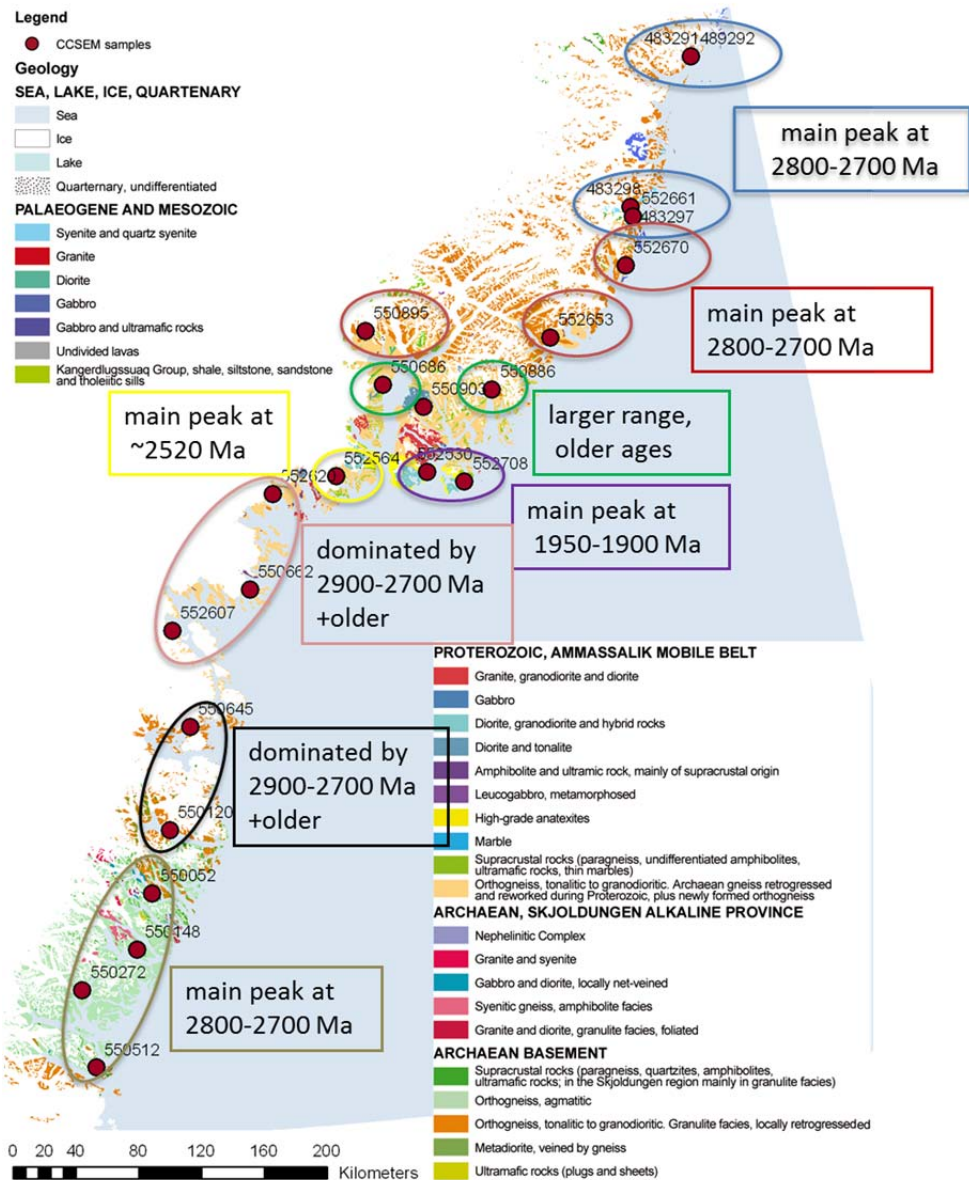 Legend
CCSEM samples
Geology
SEA, LAKE, ICE, QUARTENARY
Sea
Ice
Lake
Quarternary, undifferentiated
PALAEOGENE AND MESOZOIC
Syenite and quartz syenite
Granite
Diorite
Gabbro
Gabbro and ultramafic rocks
Undivided lavas
Kangerdlugssuaq Group, shale, siltstone, sandstone
and tholeiitic sills
483291489292
main peak at
2800-2700 Ma
483298
552661
483297
552670
main peak at
2800-2700 Ma
550895
552653
550686
550886
550903
larger range,
older ages
main peak at
~2520 Ma
552564
552530
552708
main peak at
1950-1900 Ma
55262
dominated by
2900-2700 Ma
+older
550662
552607
550645
dominated by
2900-2700 Ma
+older
550120
550052
550148
550272
main peak at
2800-2700 Ma
550512
PROTEROZOIC, AMMASSALIK MOBILE BELT
Granite, granodiorite and diorite
Gabbro
Diorite, granodiorite and hybrid rocks
Diorite and tonalite
Amphibolite and ultramic rock, mainly of supracrustal origin
Leucogabbro, metamorphosed
High-grade anatexites
Marble
Supracrustal rocks (paragneiss, undifferentiated amphibolites,
ultramafic rocks, thin marbles)
Orthogneiss, tonalitic to granodioritic. Archaean gneiss retrogressed
and reworked during Proterozoic, plus newly formed orthogneiss
ARCHAEAN, SKJOLDUNGEN ALKALINE PROVINCE
Nephelinitic Complex
Granite and syenite
Gabbro and diorite, locally net-veined
Syenitic gneiss, amphibolite facies
Granite and diorite, granulite facies, foliated
ARCHAEAN BASEMENT
Supracrustal rocks (paragneiss, quartzites, amphibolites,
ultramafic rocks; in the Skjoldungen region mainly in granulite facies)
Orthogneiss, agmatitic
Orthogneiss, tonalitic to granodioritic. Granulite facies, locally retrogresseded
Metadiorite, veined by gneiss
Ultramafic rocks (plugs and sheets)
0 40 80 120 160 200
Kilometers